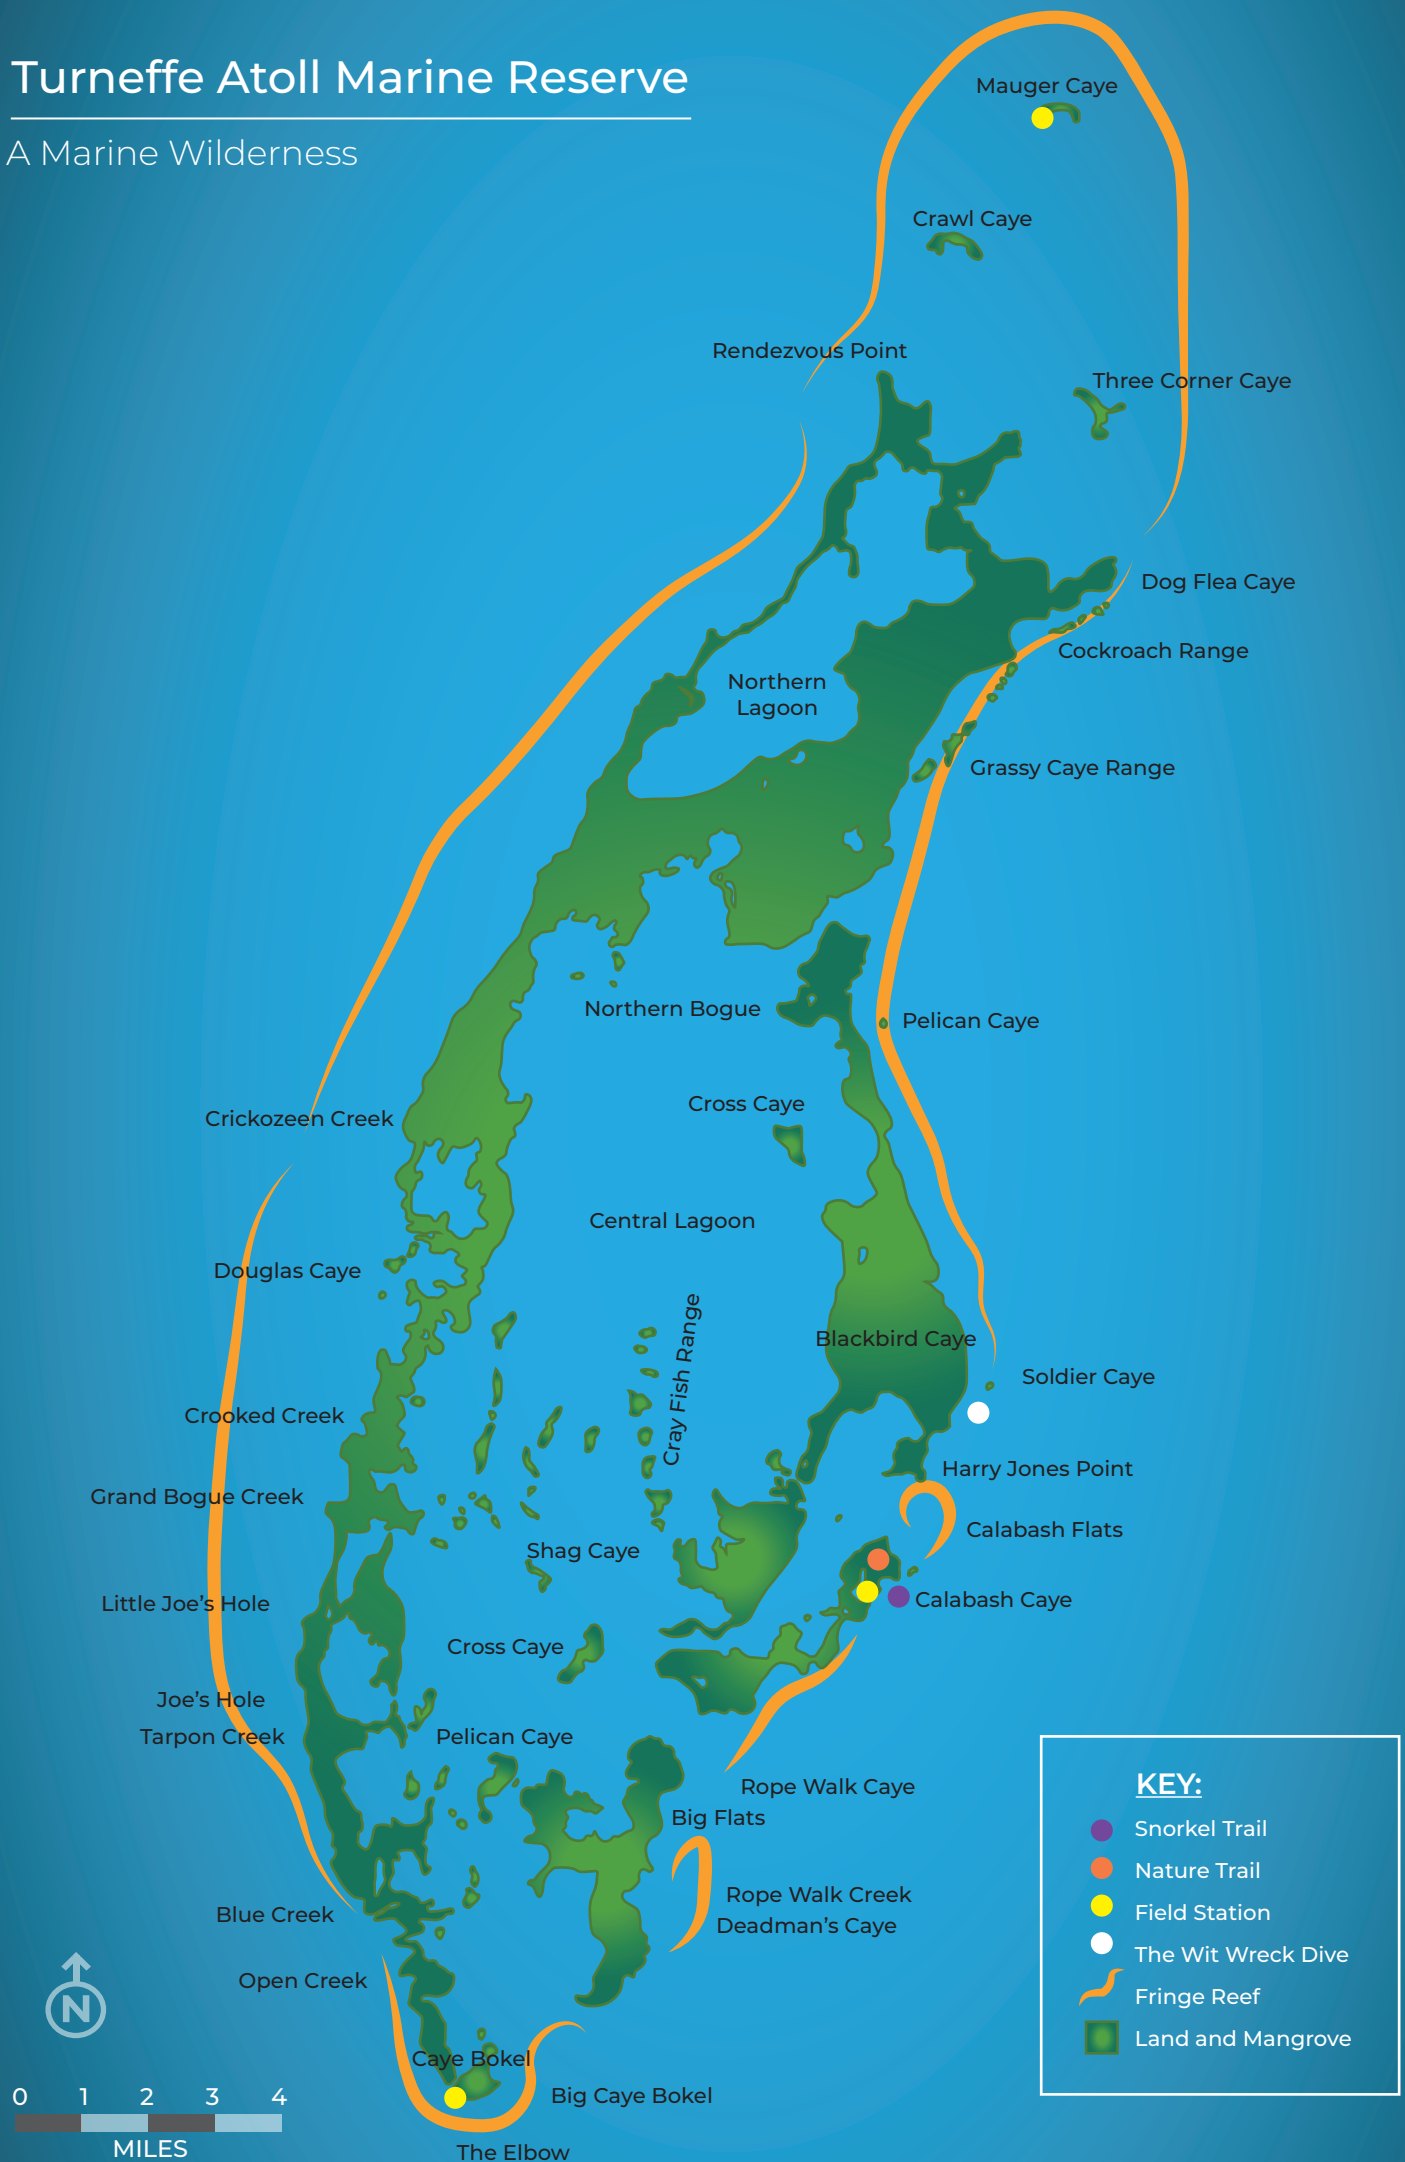 Turneffe Atoll Marine Reserve
A Marine Wilderness
Mauger Caye
Crawl Caye
Rendezvous Point
Three Corner Caye
Dog Flea Caye
Cockroach Range
Northern
Lagoon
Grassy Caye Range
Northern Bogue
Pelican Caye
Cross Caye
Crickozeen Creek
Central Lagoon
Douglas Caye
Cray Fish Range
Blackbird Caye
Soldier Caye
Crooked Creek
Harry Jones Point
Grand Bogue Creek
Calabash Flats
Shag Caye
Calabash Caye
Little Joe's Hole
Cross Caye
Joe's Hole
Tarpon Creek
Pelican Caye
Rope Walk Caye
Big Flats
Rope Walk Creek
Blue Creek
Deadman's Caye
Open Creek
Caye Bokel
Big Caye Bokel
The Elbow
KEY:
Snorkel Trail
Nature Trail
Field Station
The Wit Wreck Dive
Fringe Reef
Land and Mangrove
N
0 1 2 3 4
MILES